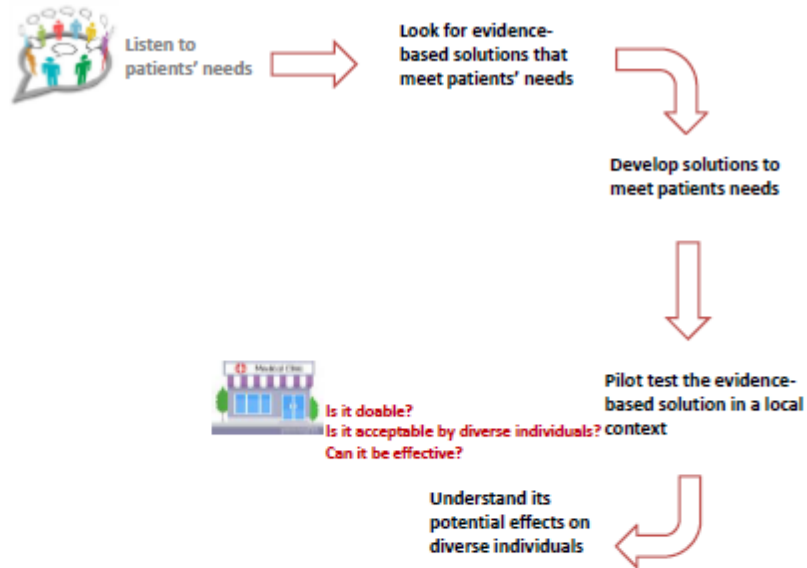 Listen to
patients' needs
Look for evidence-
based solutions that
meet patients' needs
Develop solutions to
meet patients needs
Medical Clinic
Pilot test the evidence-
based solution in a local
context
Is it doable?
Is it acceptable by diverse individuals?
Can it be effective?
Understand its
potential effects on
diverse individuals